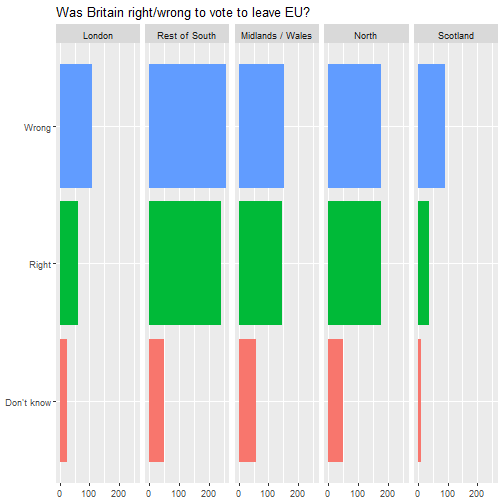 Was Britain right/wrong to vote to leave EU?
London Rest of South Midlands / Wales North Scotland
Wrong
Right
Don't know
0 100 200 0 100 200 0 100 200 0 100 200 0 100 200